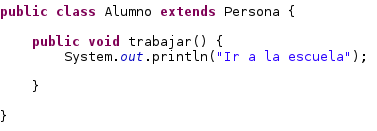 public class Alumno extends Persona {
public void trabajar() {
System.out.println("Ir a la escuela");
}
}